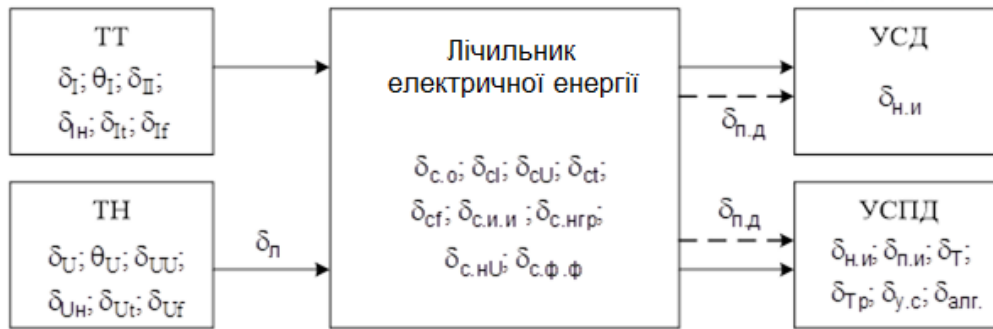 ТТ
δI; θI; δII;
δIн; δIt; δIf
ТН
δU; θU; δUU;
δUн; δUt; δUf
δл
Лічильник
електричної енергії
δс.о; δсI; δсU; δсt;
δсf; δс.и.и ; δс.нгр;
δс.нU; δс.ф.ф
δп.д
δп.д
УСД
δн.и
УСПД
δн.и; δп.и; δТ;
δТр; δу.с; δалг.